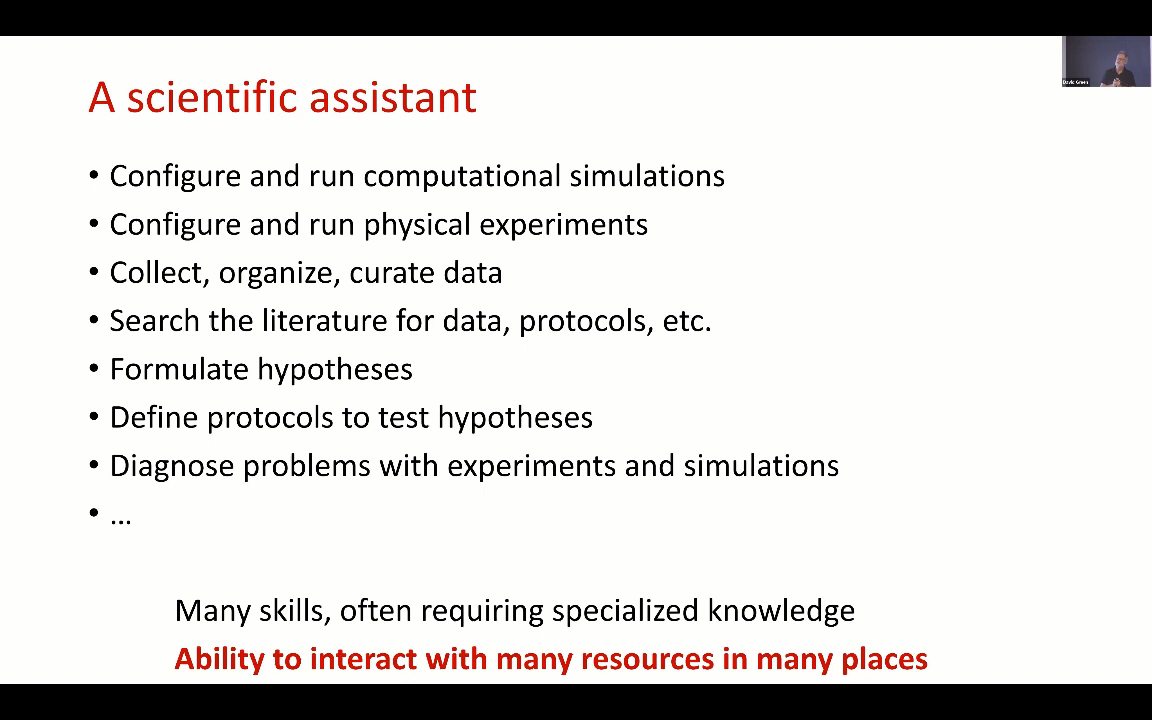 A scientific assistant
David Green
• Configure and run computational simulations
• Configure and run physical experiments
• Collect, organize, curate data
• Search the literature for data, protocols, etc.
• Formulate hypotheses
• Define protocols to test hypotheses
• Diagnose problems with experiments and simulations
• ...
Many skills, often requiring specialized knowledge
Ability to interact with many resources in many places